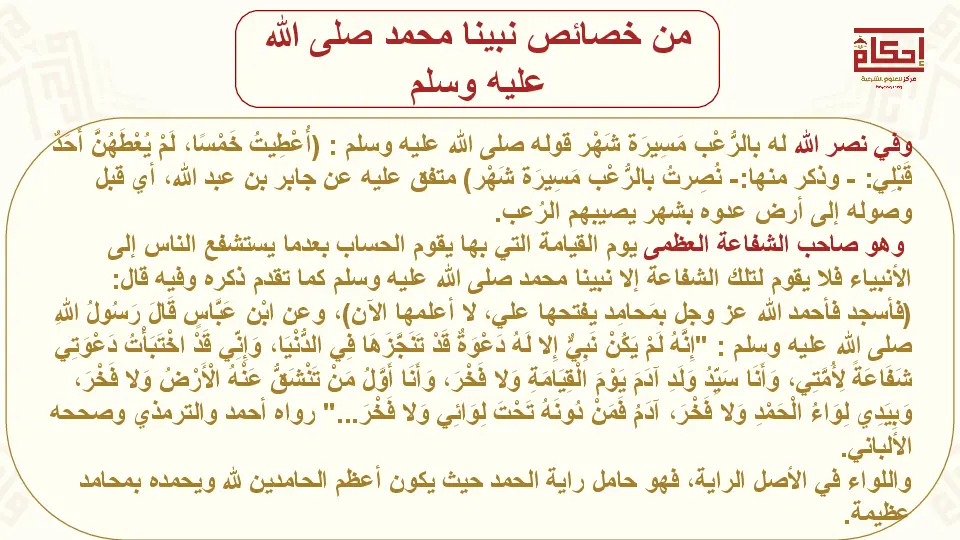 من خصائص نبينا محمد صلى الله
عليه وسلم
إحكام
مركز للعلوم الشرعية
وفي نصر الله له بالرُّعْب مَسِيرَة شَهْر قوله صلى الله عليه وسلم : (أُعْطِيتُ خَمْسًا، لَمْ يُعْطَهُنَّ أَحَدٌ
قَبْلِي: - وذكر منها:- نُصِرتُ بالرُّعْب مَسِيرَة شَهْر) متفق عليه عن جابر بن عبد الله، أي قبل
وصوله إلى أرض عدوه بشهر يصيبهم الرُعب.
وهو صاحب الشفاعة العظمى يوم القيامة التي بها يقوم الحساب بعدما يستشفع الناس إلى
الأنبياء فلا يقوم لتلك الشفاعة إلا نبينا محمد صلى الله عليه وسلم كما تقدم ذكره وفيه قال:
(فأسجد فأحمد الله عز وجل بمَحامِد يفتحها علي، لا أعلمها الآن)، وعن ابْن عَبَّاسٍ قَالَ رَسُولُ اللهِ
صلى الله عليه وسلم : "إِنَّهُ لَمْ يَكُنْ نَبِيٌّ إِلا لَهُ دَعْوَةٌ قَدْ تَنَجَّزَهَا فِي الدُّنْيَا، وَإِنِّي قَدْ اخْتَبَأْتُ دَعْوَتِي
شَفَاعَةً لِأُمَّتِي، وَأَنَا سَيِّدُ وَلَدِ آدَمَ يَوْمَ الْقِيَامَةِ وَلا فَخْرَ، وَأَنَا أَوَّلُ مَنْ تَنْشَقُّ عَنْهُ الْأَرْضُ وَلا فَخْرَ،
وَبِيَدِي لِوَاءُ الْحَمْدِ وَلا فَخْرَ، آدَمُ فَمَنْ دُونَهُ تَحْتَ لِوَائِي وَلا فَخْرَ..." رواه أحمد والترمذي وصححه
الألباني.
واللواء في الأصل الراية، فهو حامل راية الحمد حيث يكون أعظم الحامدين لله ويحمده بمحامد
عظيمة.